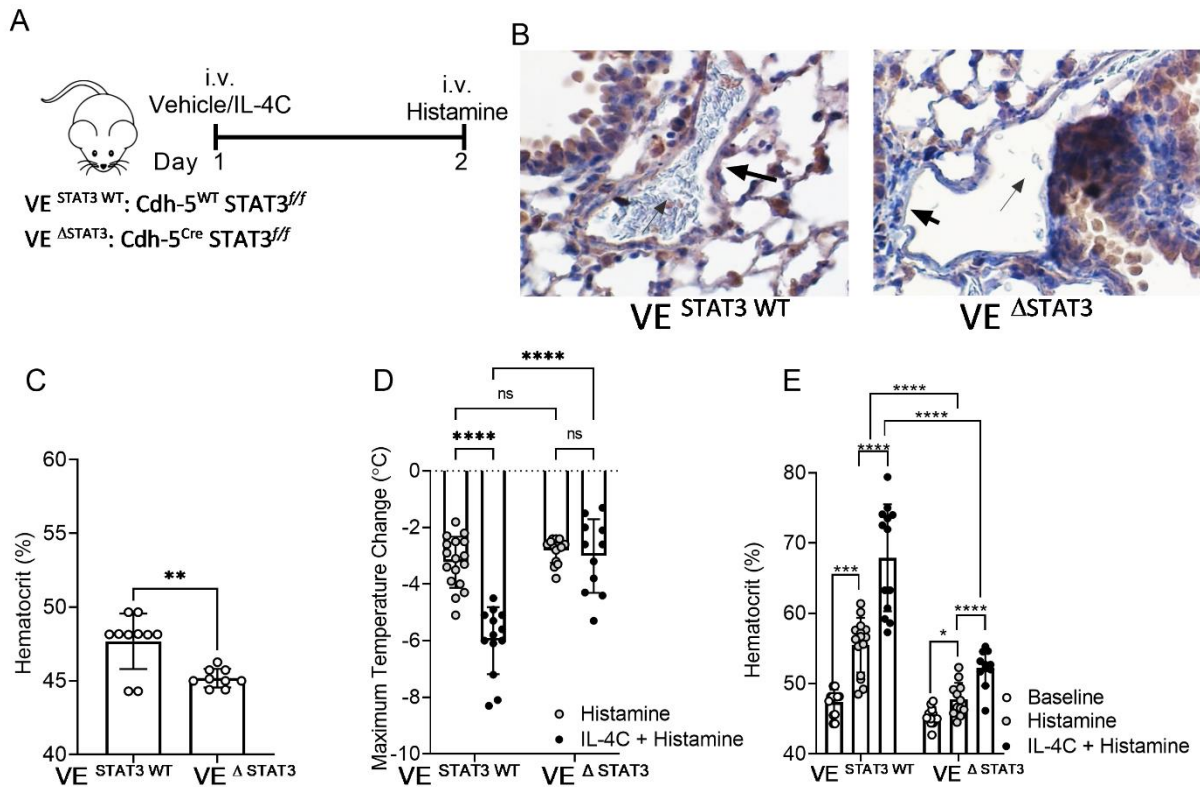 A
i.v.
Vehicle/IL-4C
i.v.
Histamine
Day 1 2
VE STAT3 WT: Cdh-5WT STAT3f/f
VE ΔSTAT3: Cdh-5Cre STAT3f/f
B
VE STAT3 WT
VE ΔSTAT3
C
Hematocrit (%)
60
55
50
45
40
**
VE STAT3 WT
VE Δ STAT3
D
Maximum Temperature Change (°C)
0
-2
-4
-6
-8
-10
****
ns
****
ns
Histamine
IL-4C + Histamine
VE STAT3 WT
VE Δ STAT3
E
Hematocrit (%)
80
70
60
50
40
****
****
****
***
****
*
Baseline
Histamine
IL-4C + Histamine
VE STAT3 WT
VE Δ STAT3